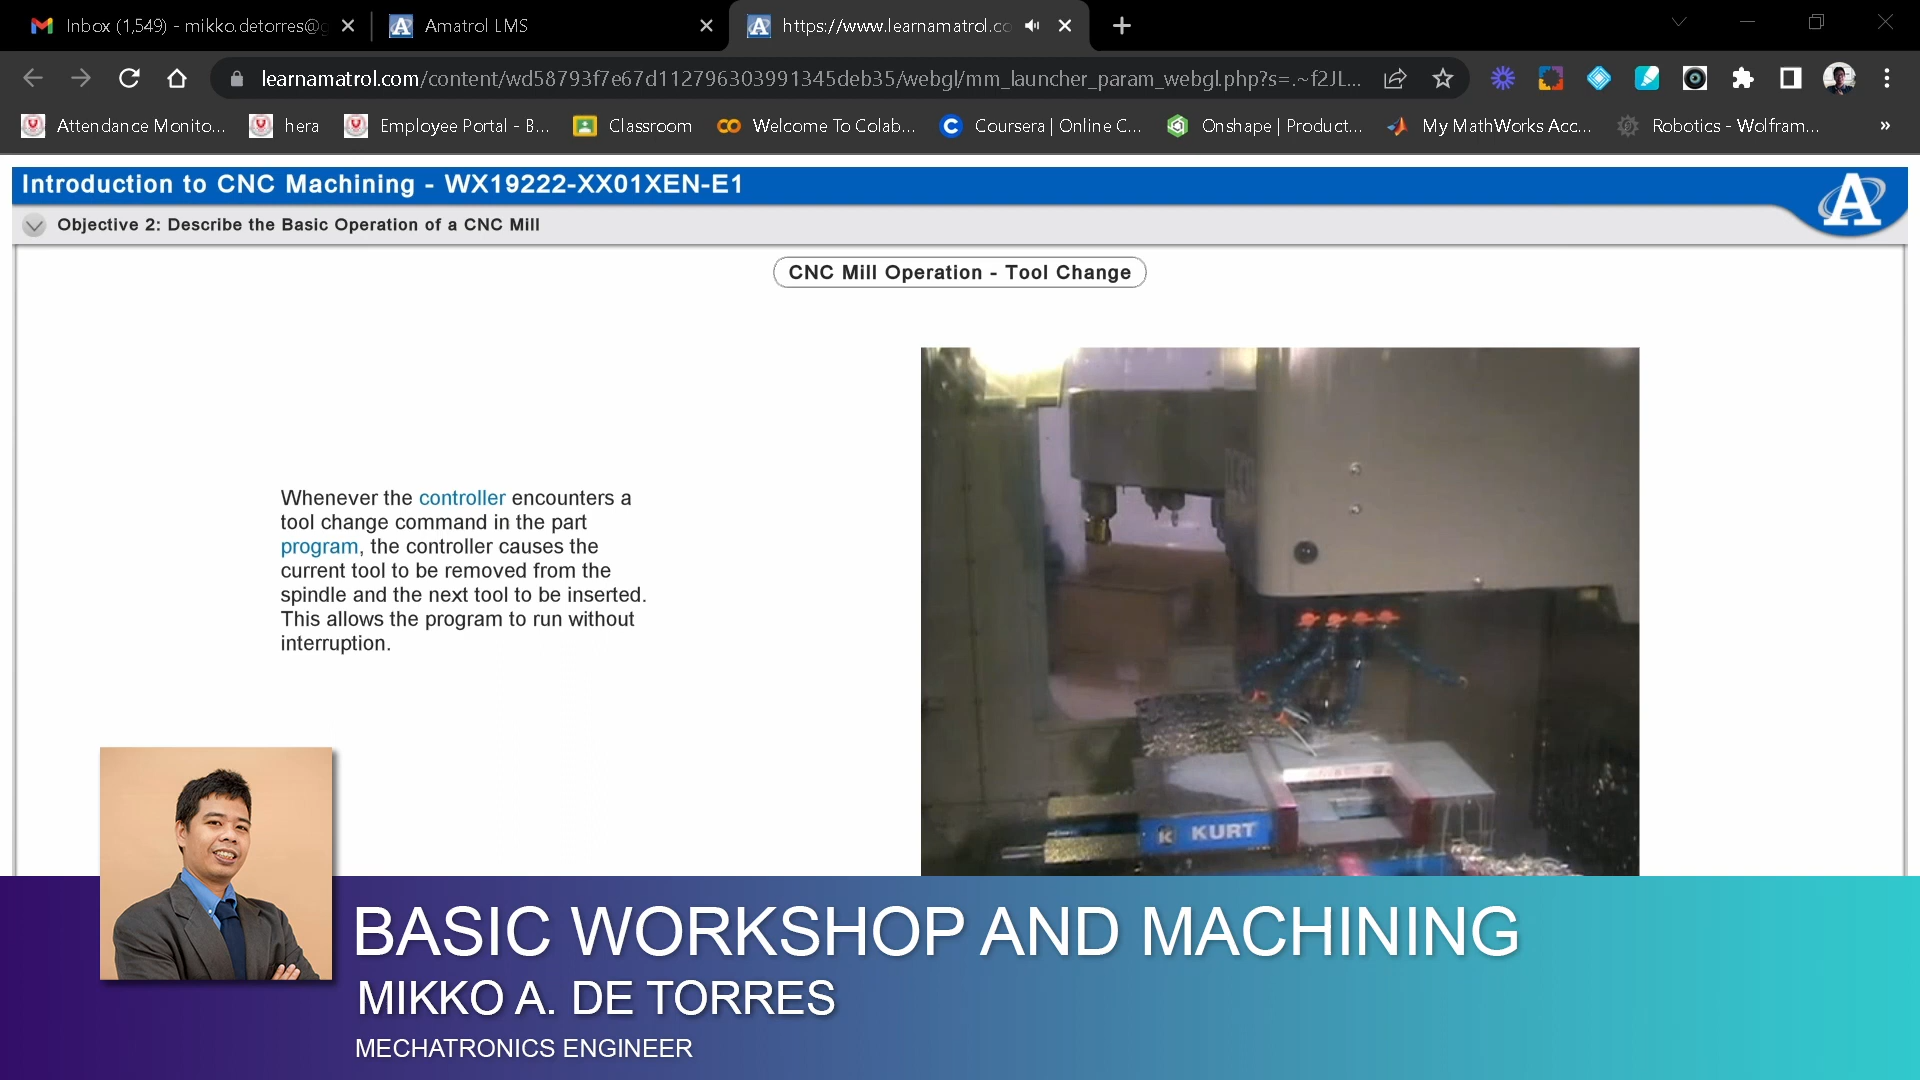 Inbox (1,549) - mikko.detorres@g
Amatrol LMS
https://www.learnamatrol.co
learnamatrol.com/content/wd58793f7e67d112796303991345deb35/webgl/mm_launcher_param_webgl.php?s=.~f2JL...
Attendance Monito...
hera
Employee Portal - B...
Classroom
Welcome To Colab...
Coursera | Online C...
Onshape | Product...
My MathWorks Acc...
Robotics - Wolfram...
»
Introduction to CNC Machining - WX19222-XX01XEN-E1
A
Objective 2: Describe the Basic Operation of a CNC Mill
CNC Mill Operation - Tool Change
Whenever the controller encounters a
tool change command in the part
program, the controller causes the
current tool to be removed from the
spindle and the next tool to be inserted.
This allows the program to run without
interruption.
K KURT
BASIC WORKSHOP AND MACHINING
MIKKO A. DE TORRES
MECHATRONICS ENGINEER